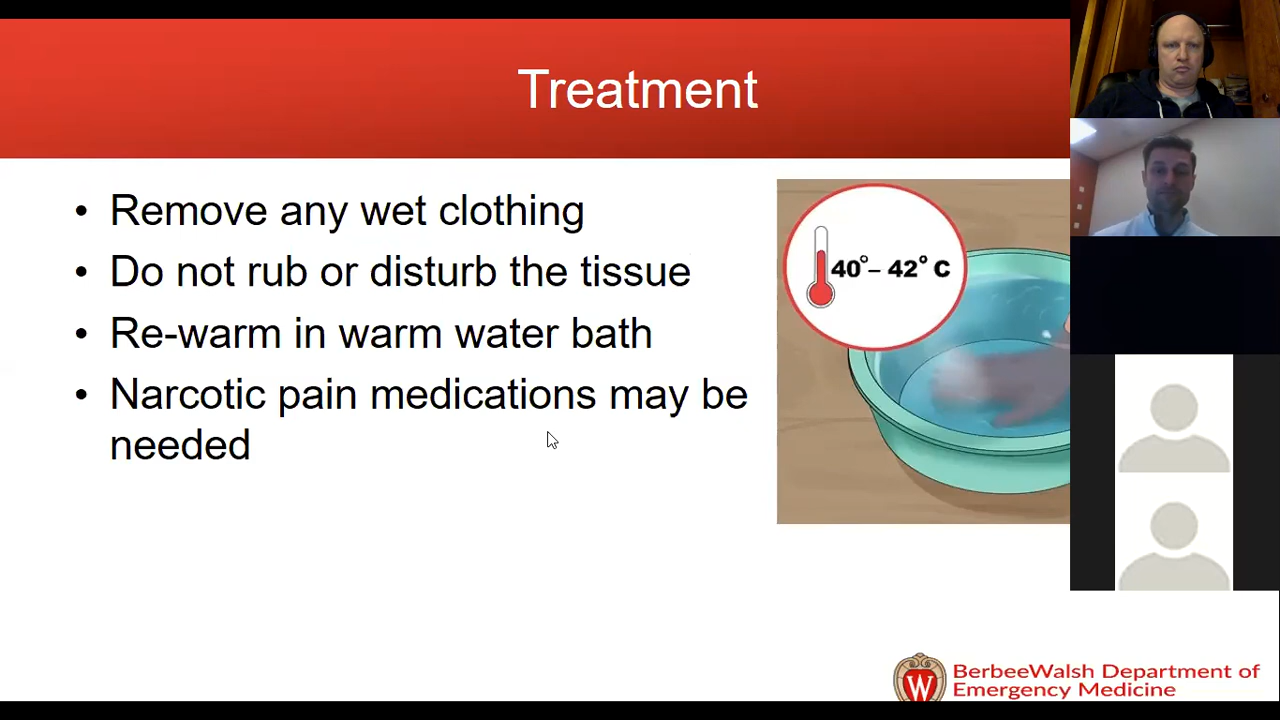 Treatment
• Remove any wet clothing
• Do not rub or disturb the tissue
• Re-warm in warm water bath
• Narcotic pain medications may be
needed
40°– 42° C
W
BerbeeWalsh Department of
Emergency Medicine